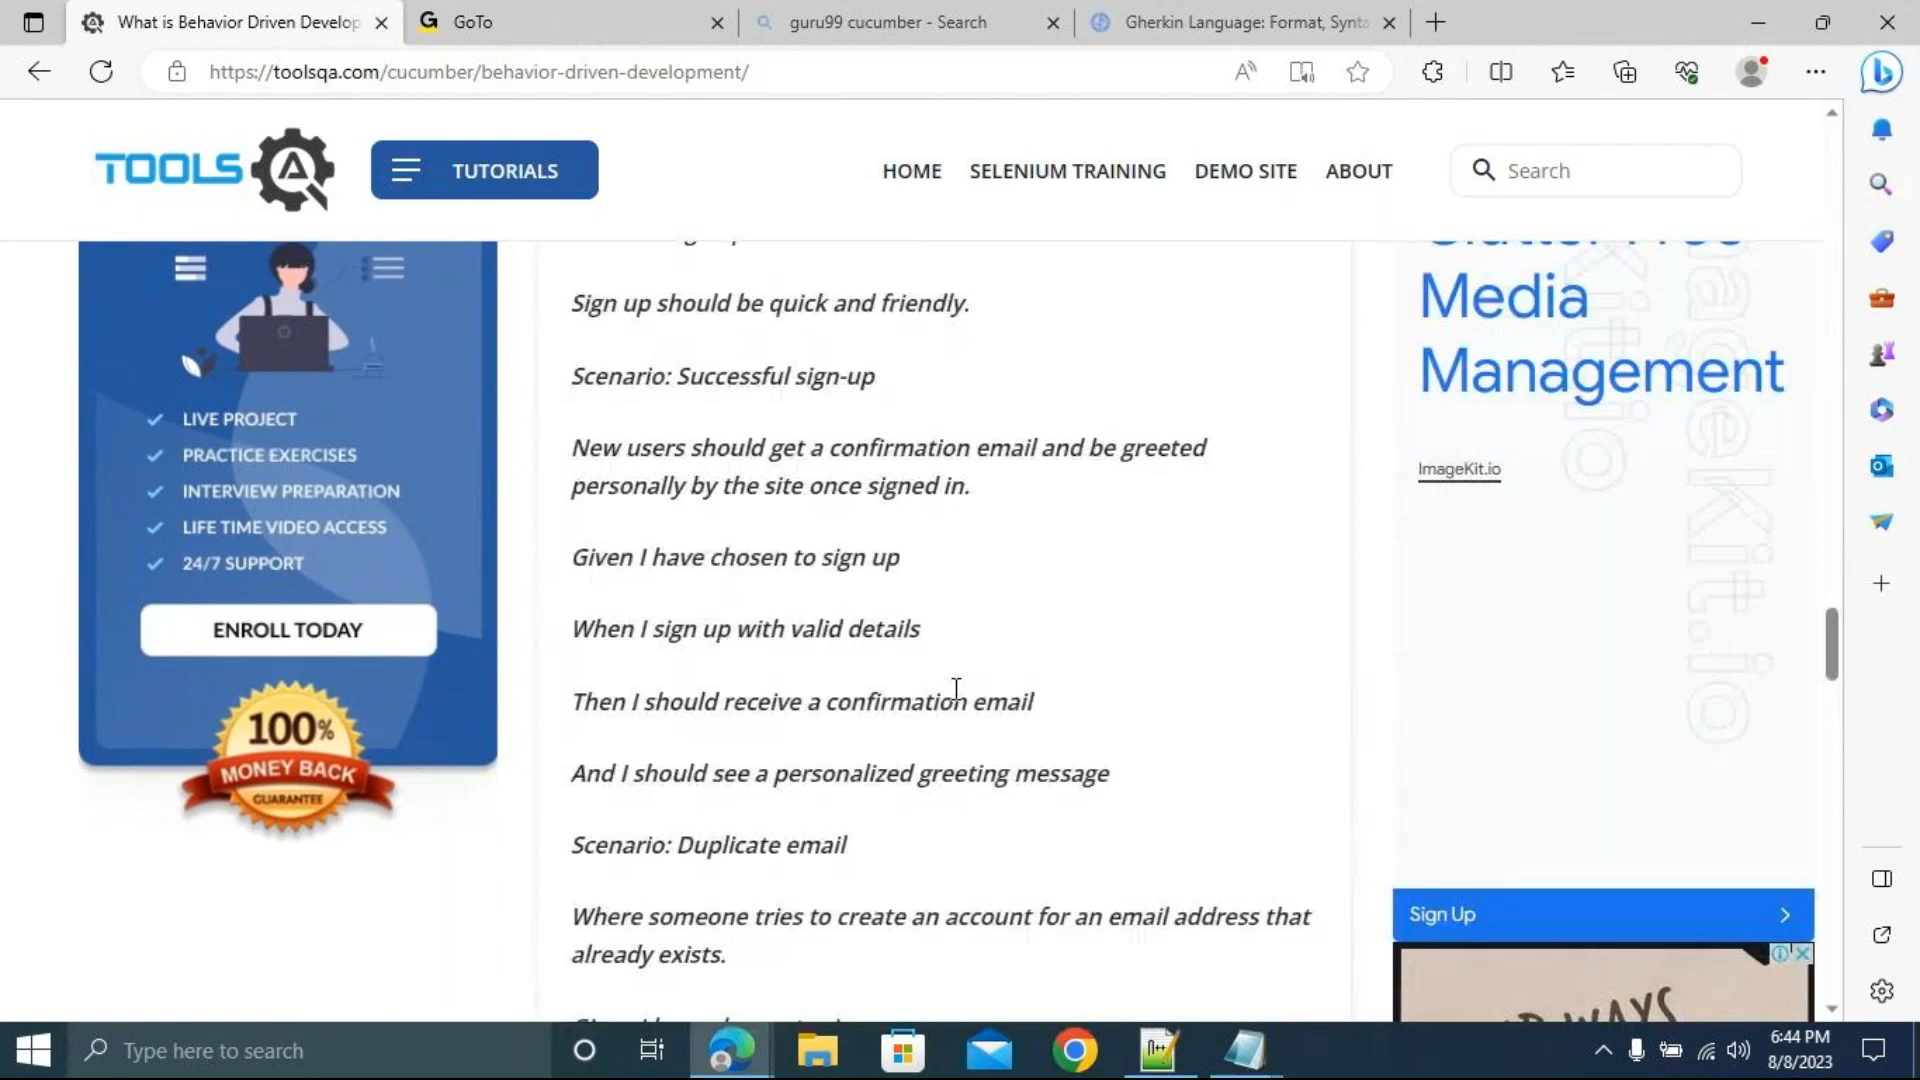 What is Behavior Driven Develop
GoTo
guru99 cucumber - Search
Gherkin Language: Format, Synta
https://toolsqa.com/cucumber/behavior-driven-development/
TOOLS
TUTORIALS
HOME SELENIUM TRAINING DEMO SITE ABOUT
Search
Sign up should be quick and friendly.
Scenario: Successful sign-up
New users should get a confirmation email and be greeted
personally by the site once signed in.
Given I have chosen to sign up
When I sign up with valid details
Then I should receive a confirmation email
And I should see a personalized greeting message
Scenario: Duplicate email
Where someone tries to create an account for an email address that
already exists.
LIVE PROJECT
PRACTICE EXERCISES
INTERVIEW PREPARATION
LIFE TIME VIDEO ACCESS
24/7 SUPPORT
ENROLL TODAY
100%
MONEY BACK
GUARANTEE
Media
Management
ImageKit.io
Sign Up
Type here to search
6:44 PM
8/8/2023